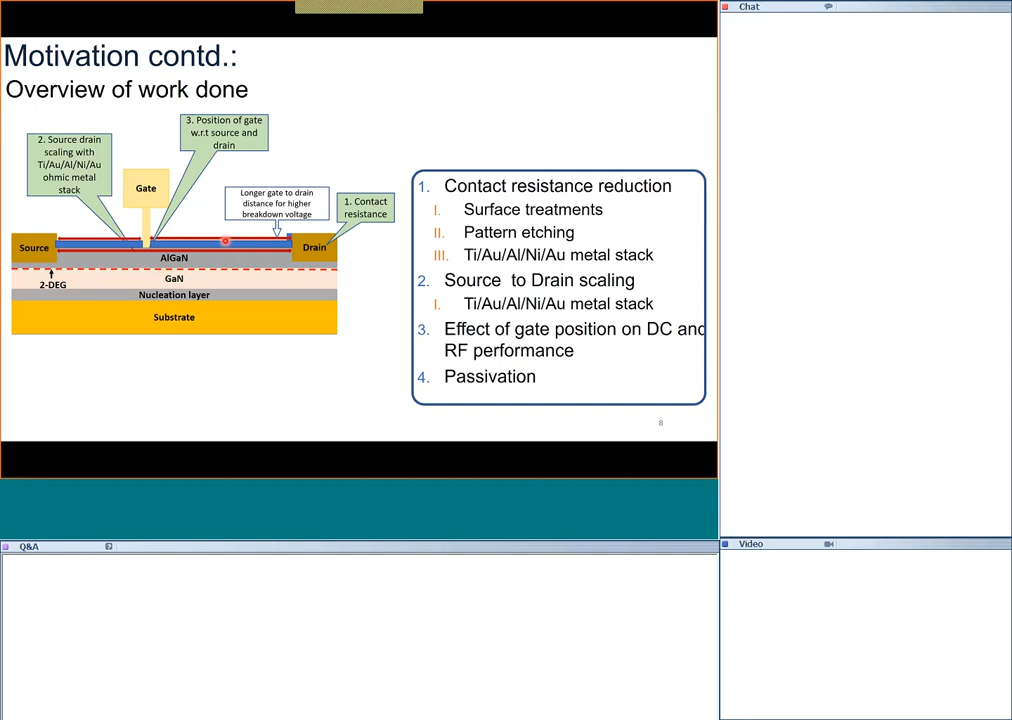 Chat
Motivation contd.:
Overview of work done
3. Position of gate
w.r.t source and
drain
2. Source drain
scaling with
Ti/Au/Al/Ni/Au
ohmic metal
stack
Gate
Longer gate to drain
distance for higher
breakdown voltage
1. Contact
resistance
Source
Drain
AlGaN
GaN
2-DEG
Nucleation layer
Substrate
1. Contact resistance reduction
I. Surface treatments
II. Pattern etching
III. Ti/Au/Al/Ni/Au metal stack
2. Source to Drain scaling
I. Ti/Au/Al/Ni/Au metal stack
3. Effect of gate position on DC and
RF performance
4. Passivation
8
Q&A
Video